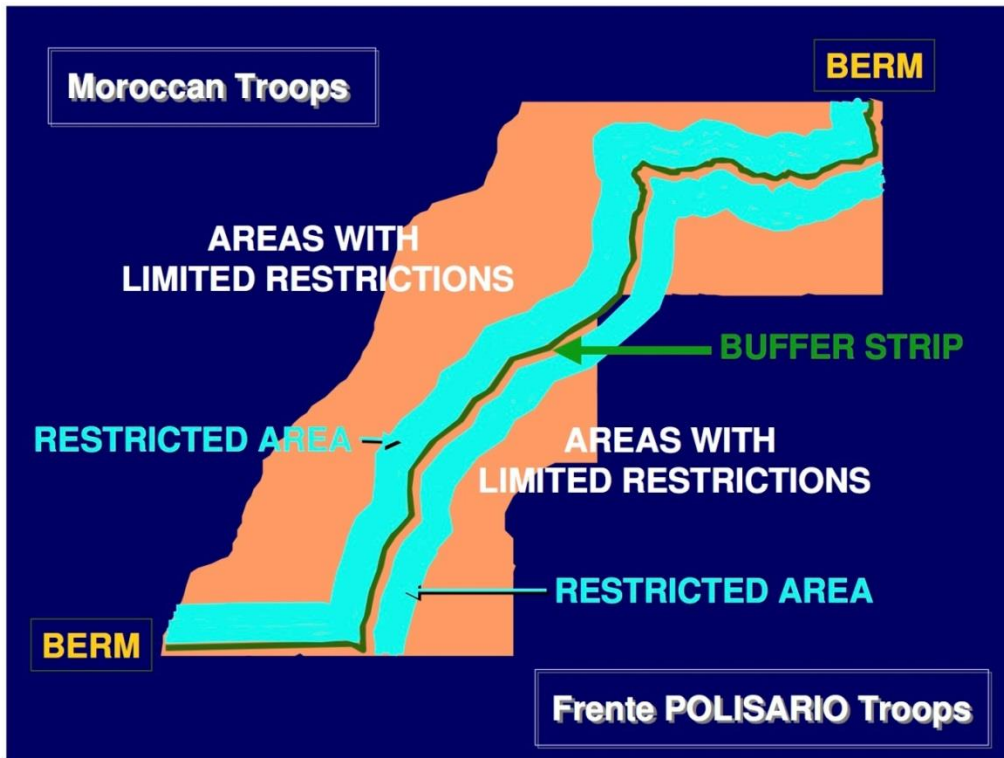 BERM
Moroccan Troops
AREAS WITH
LIMITED RESTRICTIONS
BUFFER STRIP
RESTRICTED AREA
AREAS WITH
LIMITED RESTRICTIONS
RESTRICTED AREA
BERM
Frente POLISARIO Troops